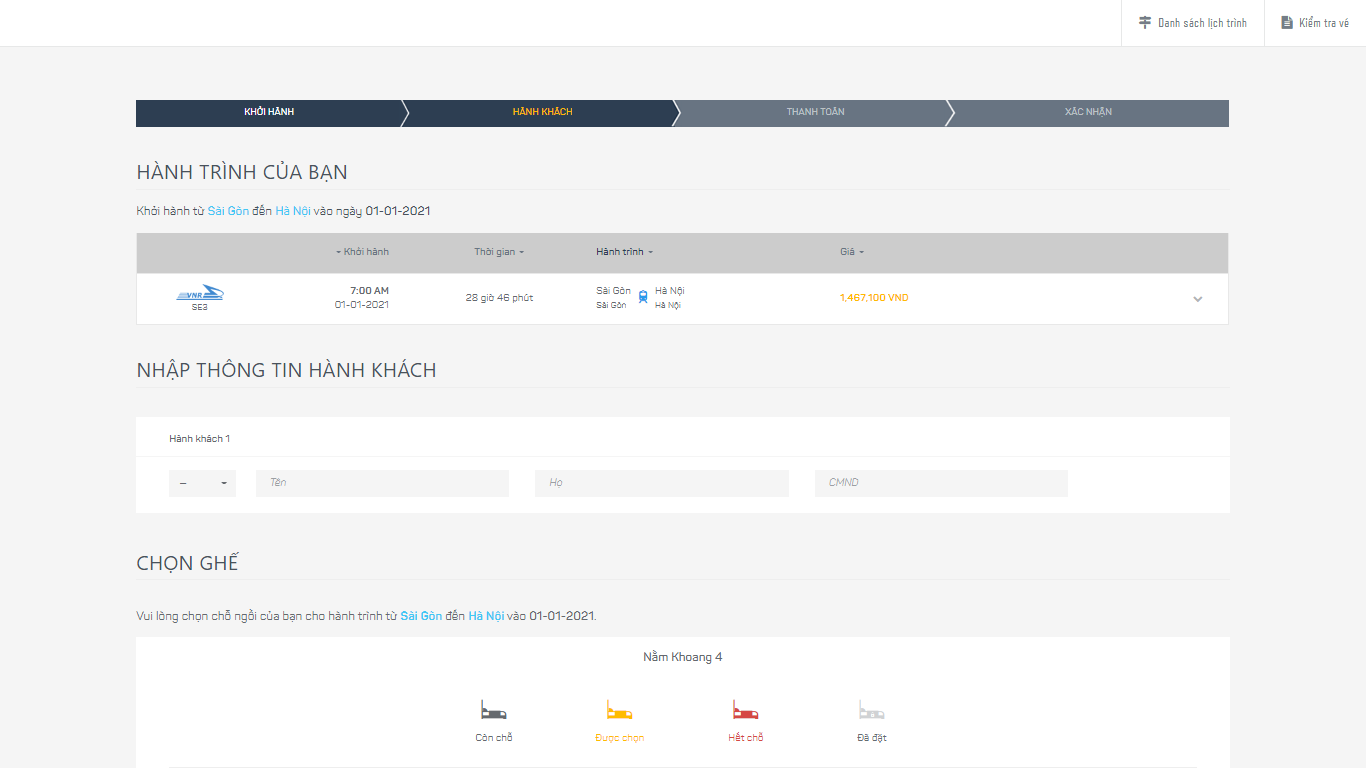 Danh sách lịch trình Kiểm tra vé
KHỞI HÀNH HÀNH KHÁCH THANH TOÁN XÁC NHẬN
HÀNH TRÌNH CỦA BẠN
Khởi hành từ Sài Gòn đến Hà Nội vào ngày 01-01-2021
Khởi hành Thời gian Hành trình Giá
VNR 7:00 AM 28 giờ 46 phút Sài Gòn Hà Nội 1,467,100 VND
SE3 01-01-2021 Sài Gòn Hà Nội
NHẬP THÔNG TIN HÀNH KHÁCH
Hành khách 1
– Tên Họ CMND
CHỌN GHẾ
Vui lòng chọn chỗ ngồi của bạn cho hành trình từ Sài Gòn đến Hà Nội vào 01-01-2021.
Nằm Khoang 4
Còn chỗ Được chọn Hết chỗ Đã đặt